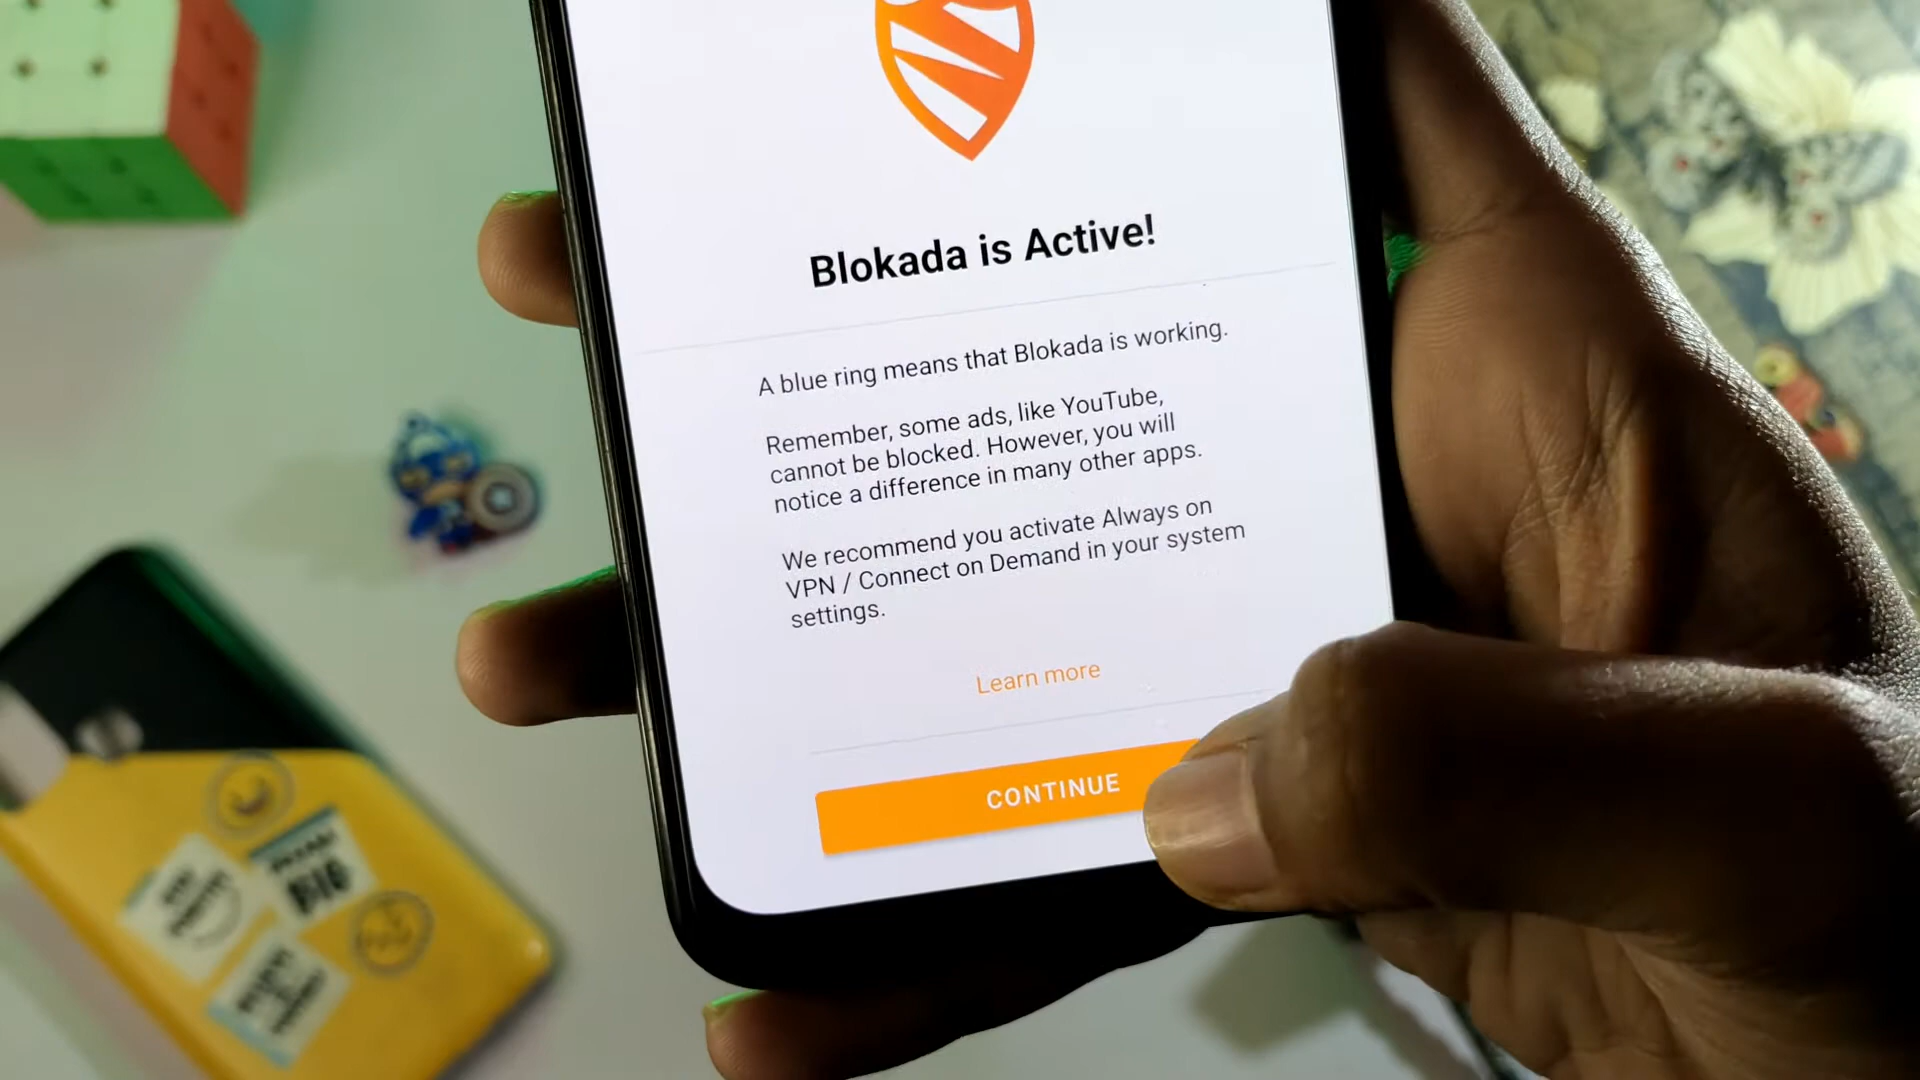 Blokada is Active!
A blue ring means that Blokada is working.
Remember, some ads, like YouTube,
cannot be blocked. However, you will
notice a difference in many other apps.
We recommend you activate Always on
VPN / Connect on Demand in your system
settings.
Learn more
CONTINUE